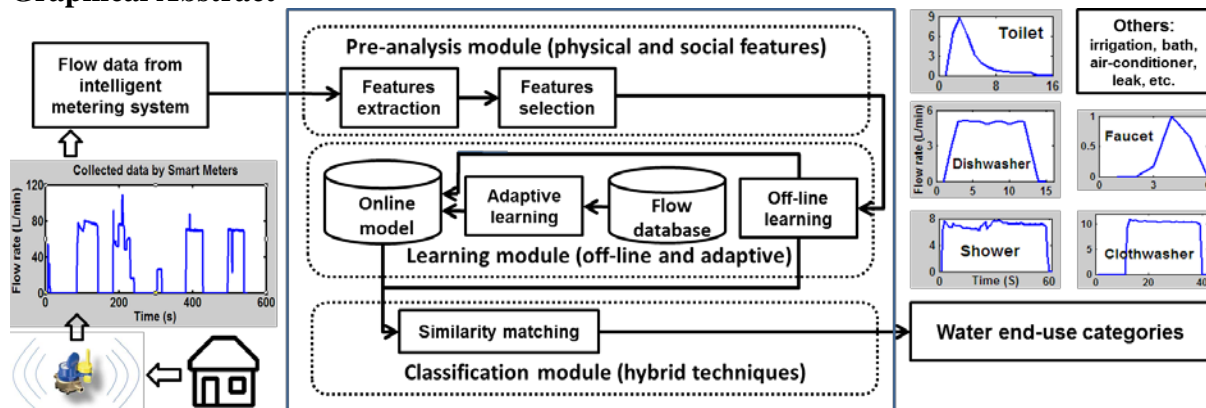 Graphical Abstract
Flow data from
intelligent
metering system
Collected data by Smart Meters
Flow rate (L/min)
120
80
40
0
0
200
400
600
Time (s)
Pre-analysis module (physical and social features)
Features
extraction
Features
selection
Online
model
Adaptive
learning
Flow
database
Off-line
learning
Learning module (off-line and adaptive)
Similarity matching
Classification module (hybrid techniques)
Toilet
9
6
3
0
0
8
16
Others:
irrigation, bath,
air-conditioner,
leak, etc.
Flow rate (L/min)
6
3
0
Dishwasher
0
5
10
15
Faucet
1
0.5
0
3
6
8
4
0
Shower
0
Time (S)
60
10
5
0
Clothwasher
0
20
40
Water end-use categories